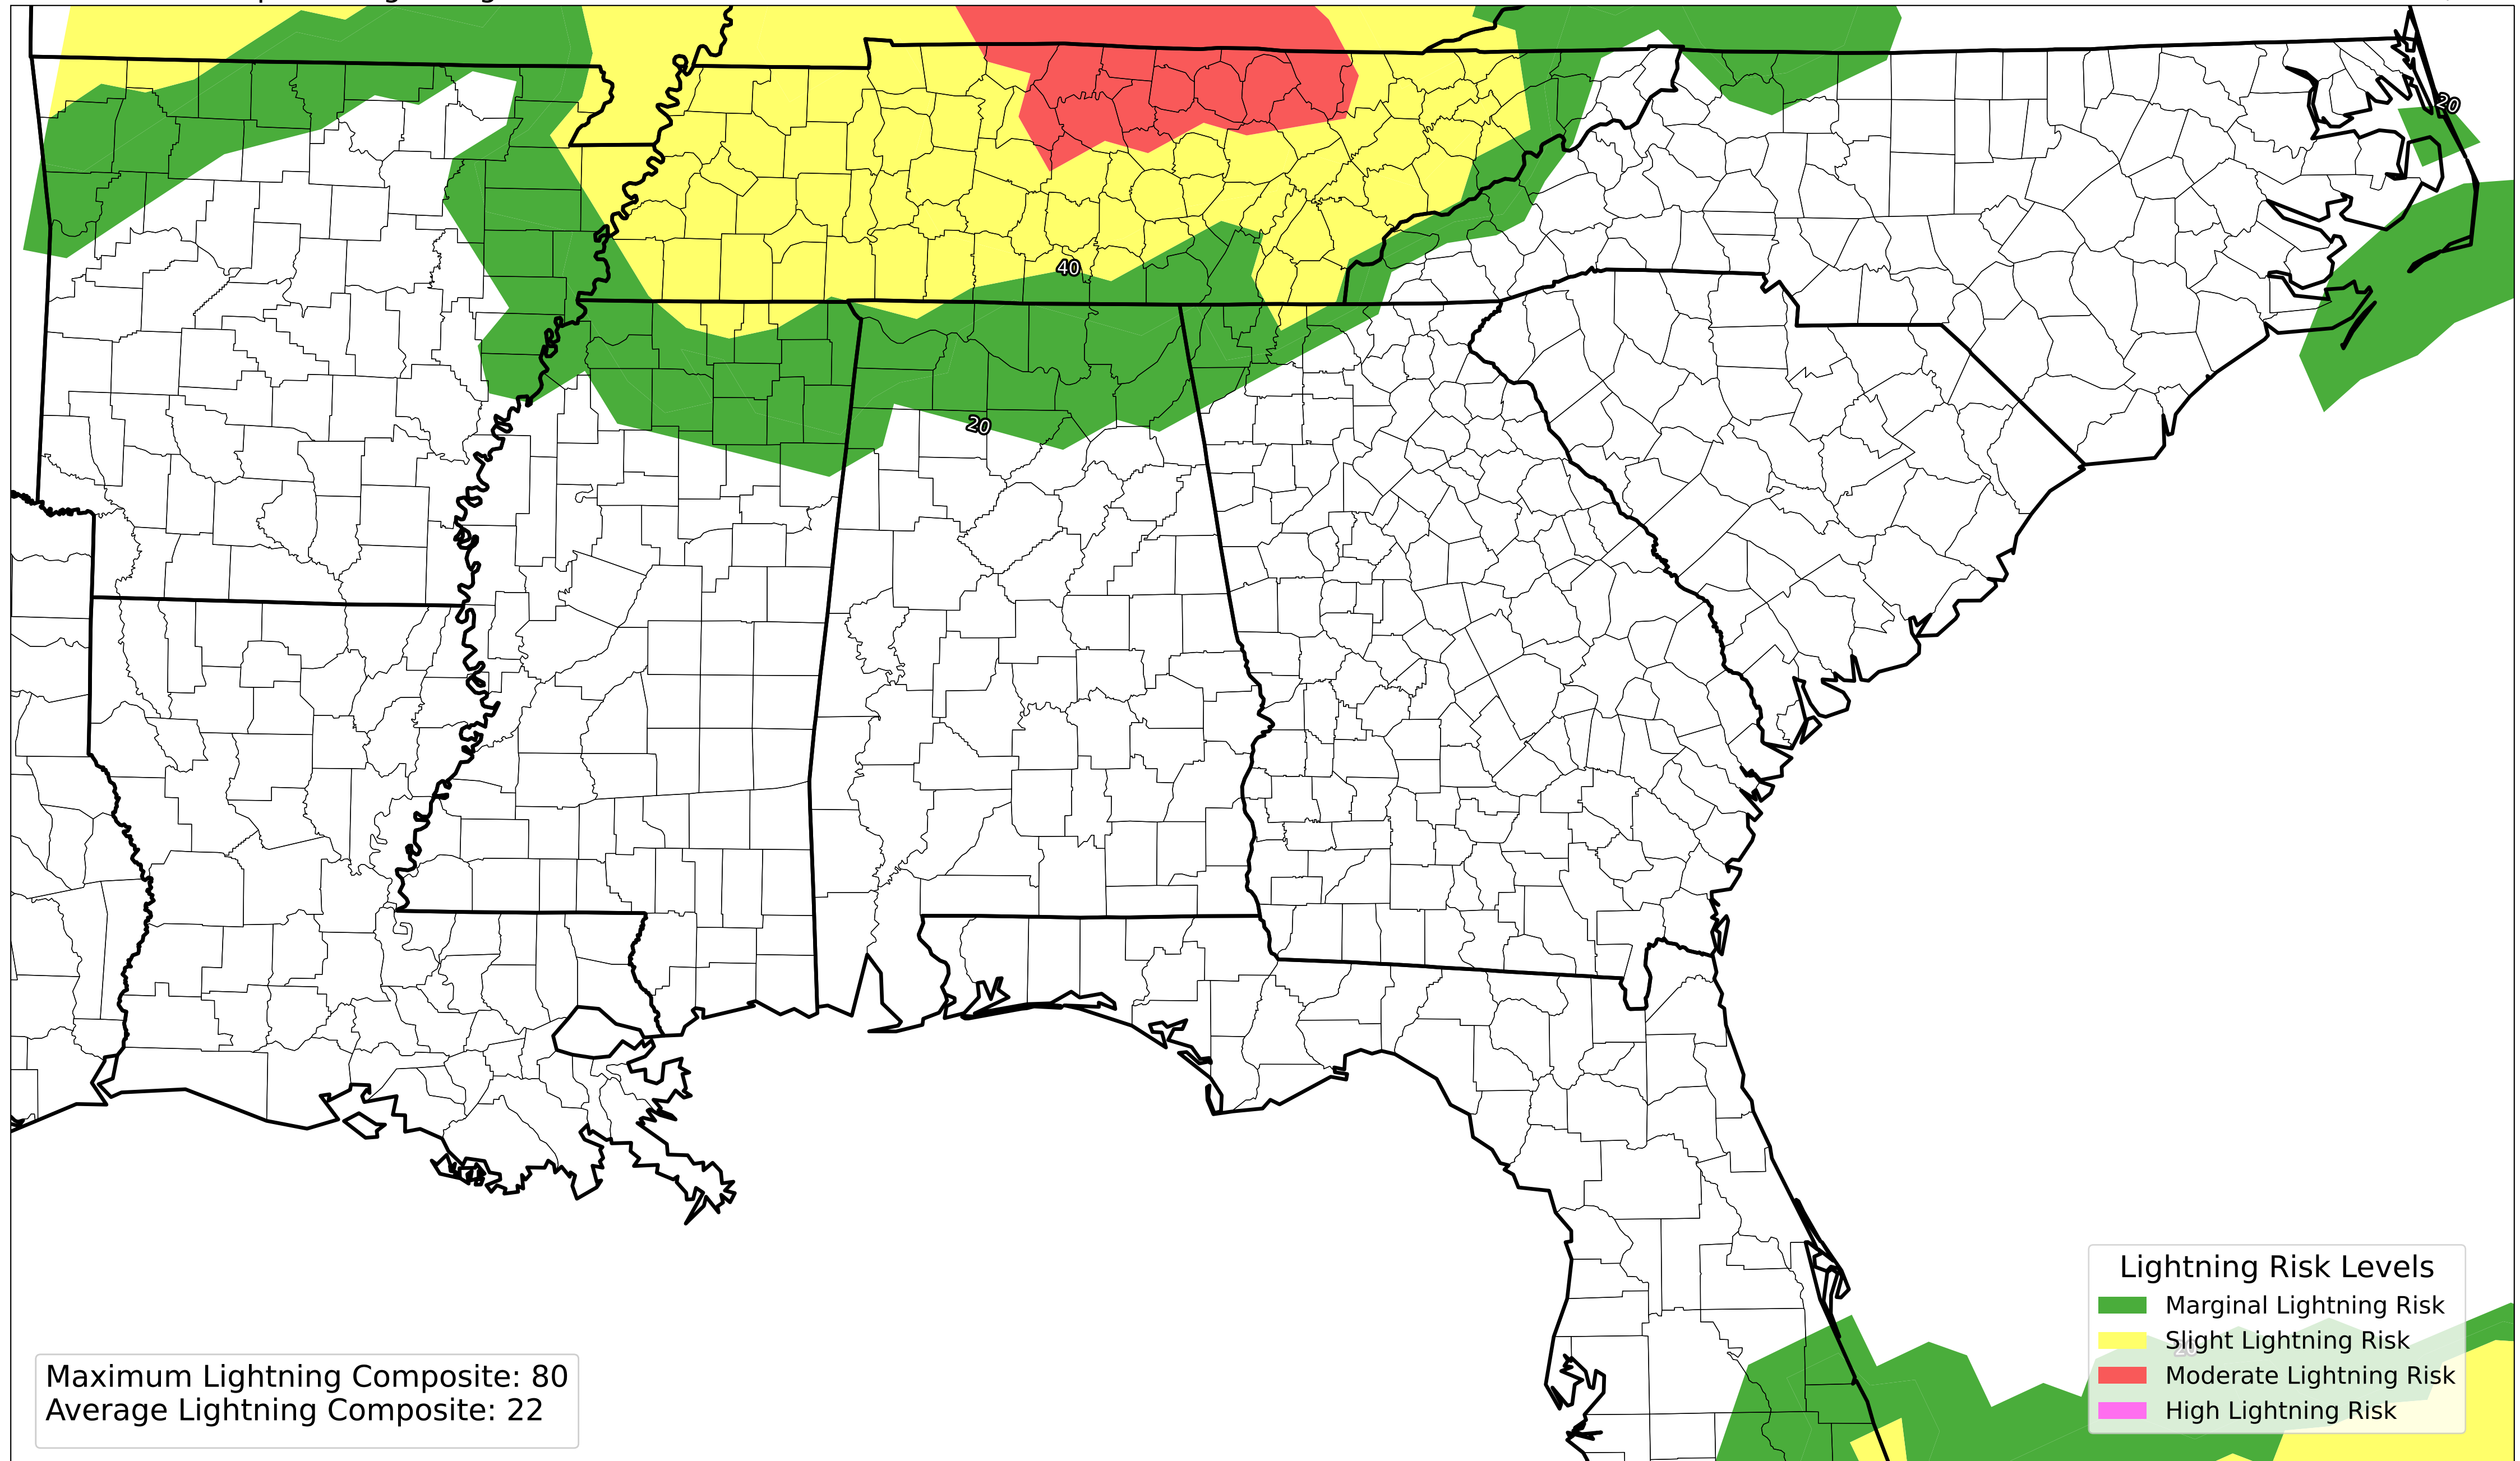 20
40
20
Lightning Risk Levels
Marginal Lightning Risk
Slight Lightning Risk
20
Moderate Lightning Risk
High Lightning Risk
Maximum Lightning Composite: 80
Average Lightning Composite: 22